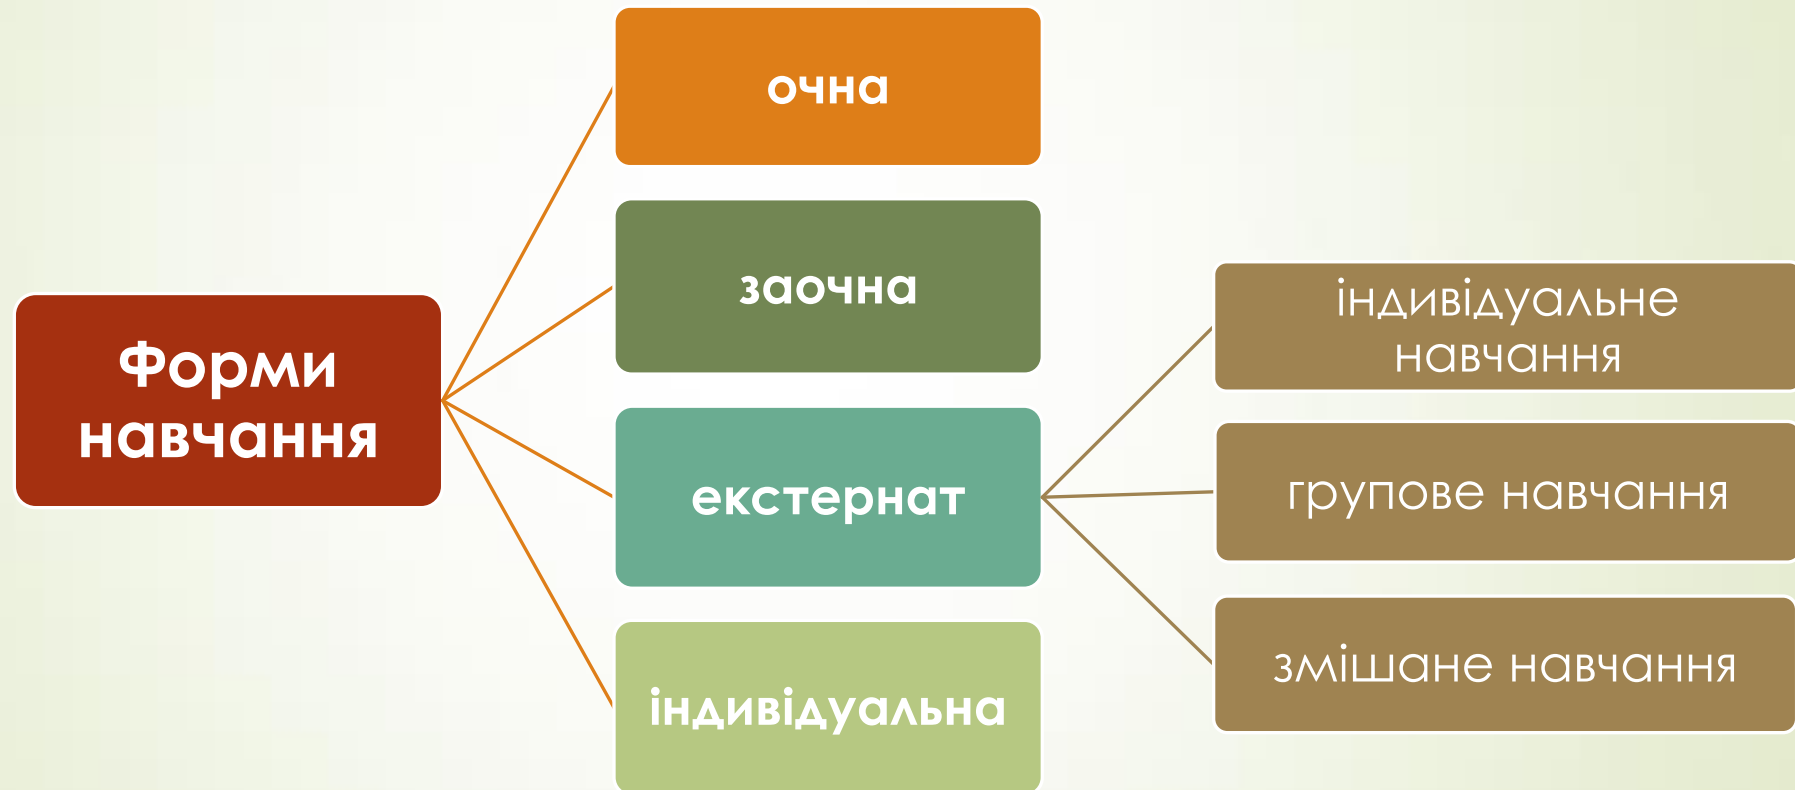 Форми
навчання
очна
заочна
екстернат
індивідуальна
індивідуальне
навчання
групове навчання
змішане навчання